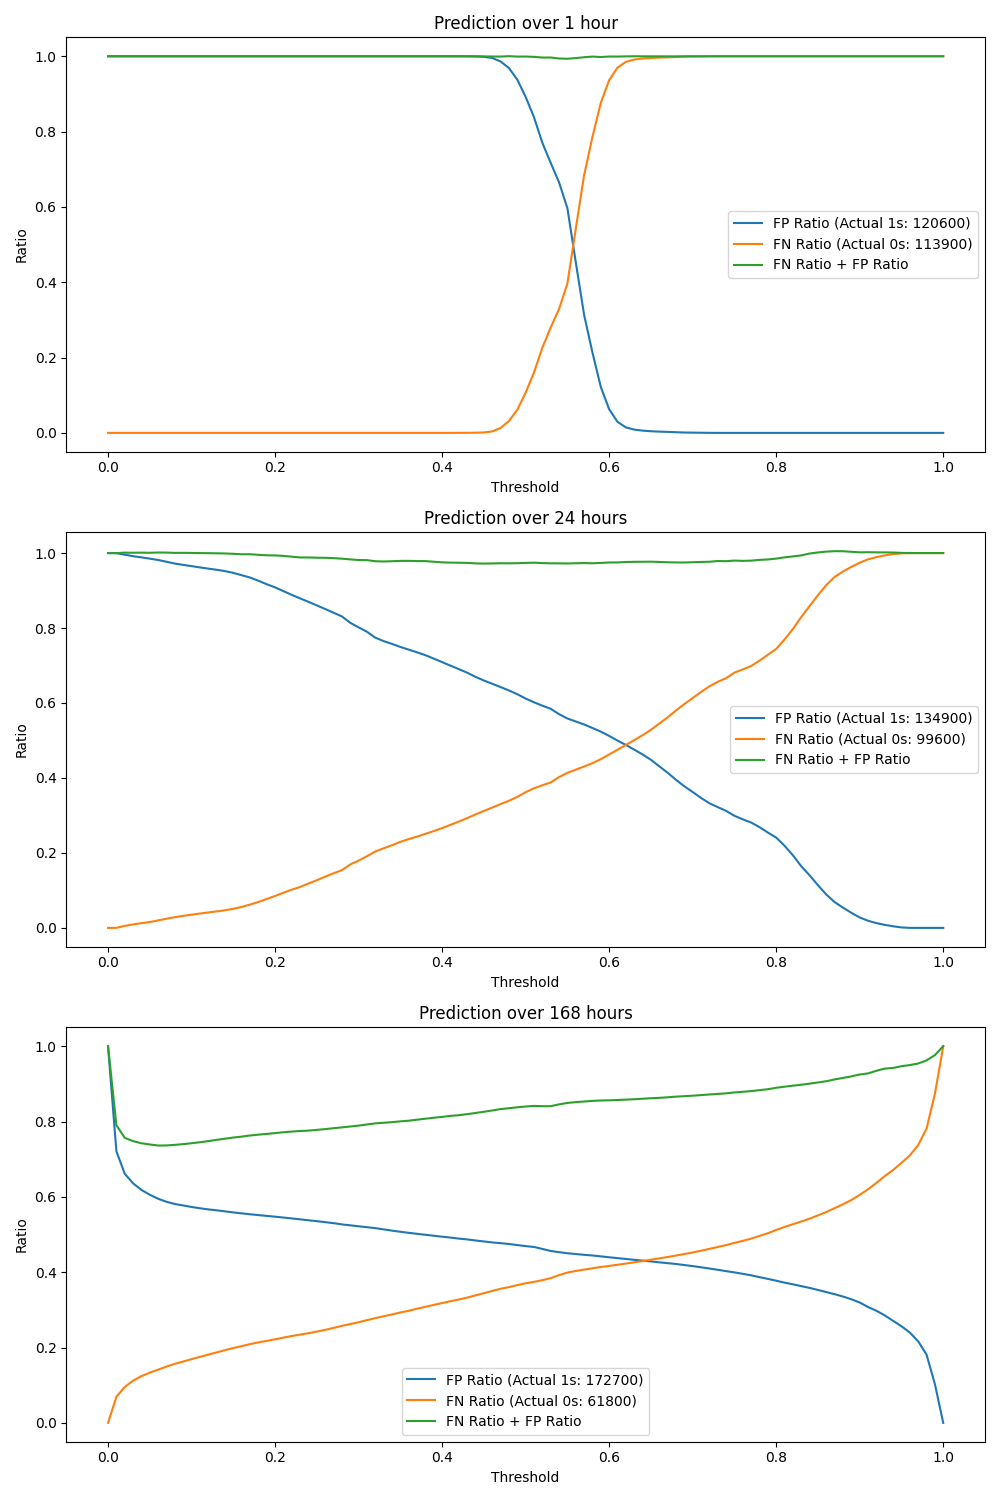 Prediction over 1 hour
1.0
0.8
0.6
0.4
0.2
0.0
Ratio
FP Ratio (Actual 1s: 120600)
FN Ratio (Actual 0s: 113900)
FN Ratio + FP Ratio
0.0 0.2 0.4 0.6 0.8 1.0
Threshold
Prediction over 24 hours
1.0
0.8
0.6
0.4
0.2
0.0
Ratio
FP Ratio (Actual 1s: 134900)
FN Ratio (Actual 0s: 99600)
FN Ratio + FP Ratio
0.0 0.2 0.4 0.6 0.8 1.0
Threshold
Prediction over 168 hours
1.0
0.8
0.6
0.4
0.2
0.0
Ratio
FP Ratio (Actual 1s: 172700)
FN Ratio (Actual 0s: 61800)
FN Ratio + FP Ratio
0.0 0.2 0.4 0.6 0.8 1.0
Threshold